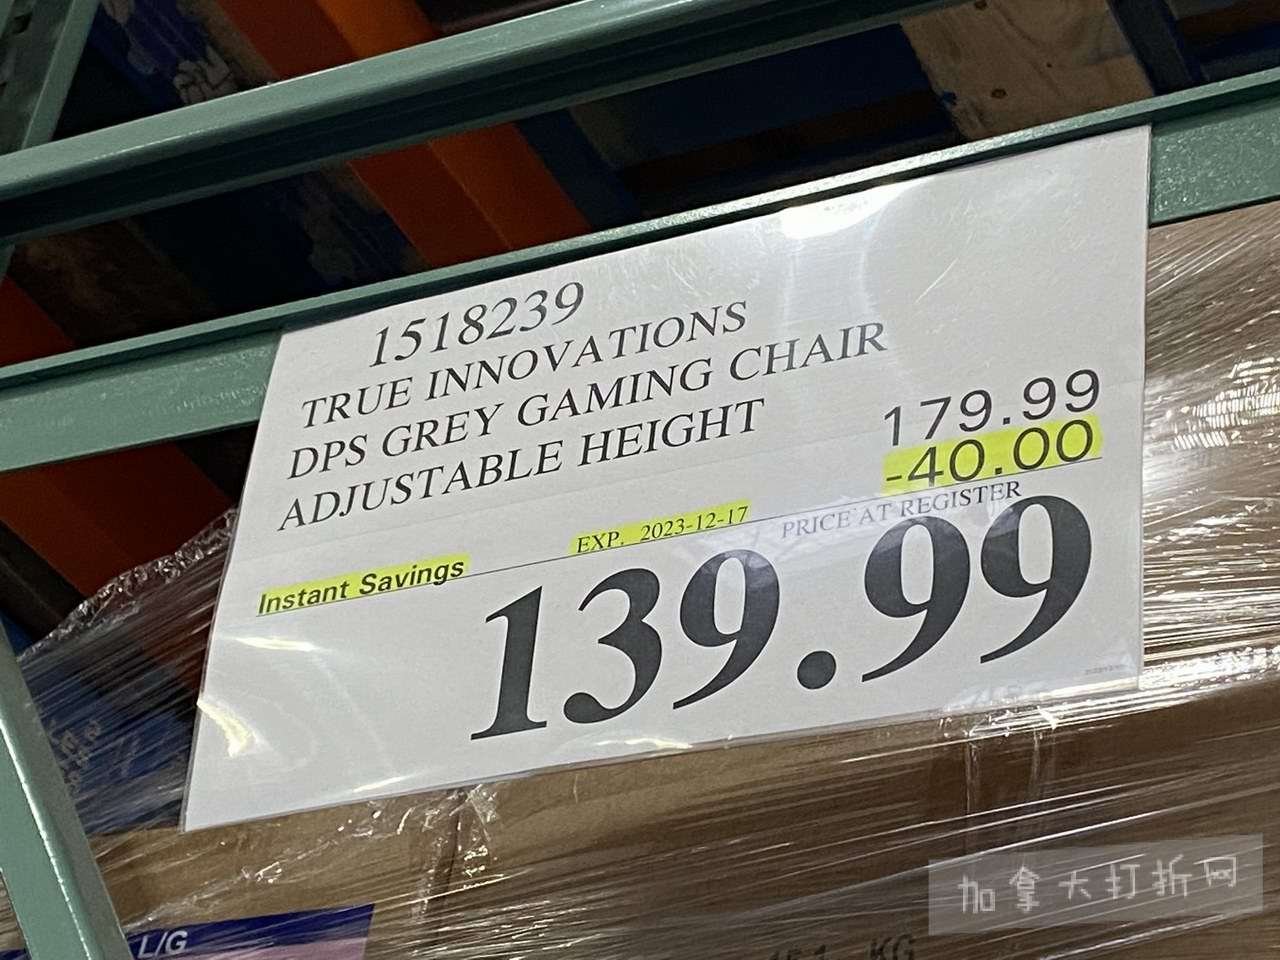 1518239
TRUE INNOVATIONS
DPS GREY GAMING CHAIR
ADJUSTABLE HEIGHT
179.99
-40.00
Instant Savings
EXP. 2023-12-17
PRICE AT REGISTER
139.99
L/G
KG
加拿大打折网